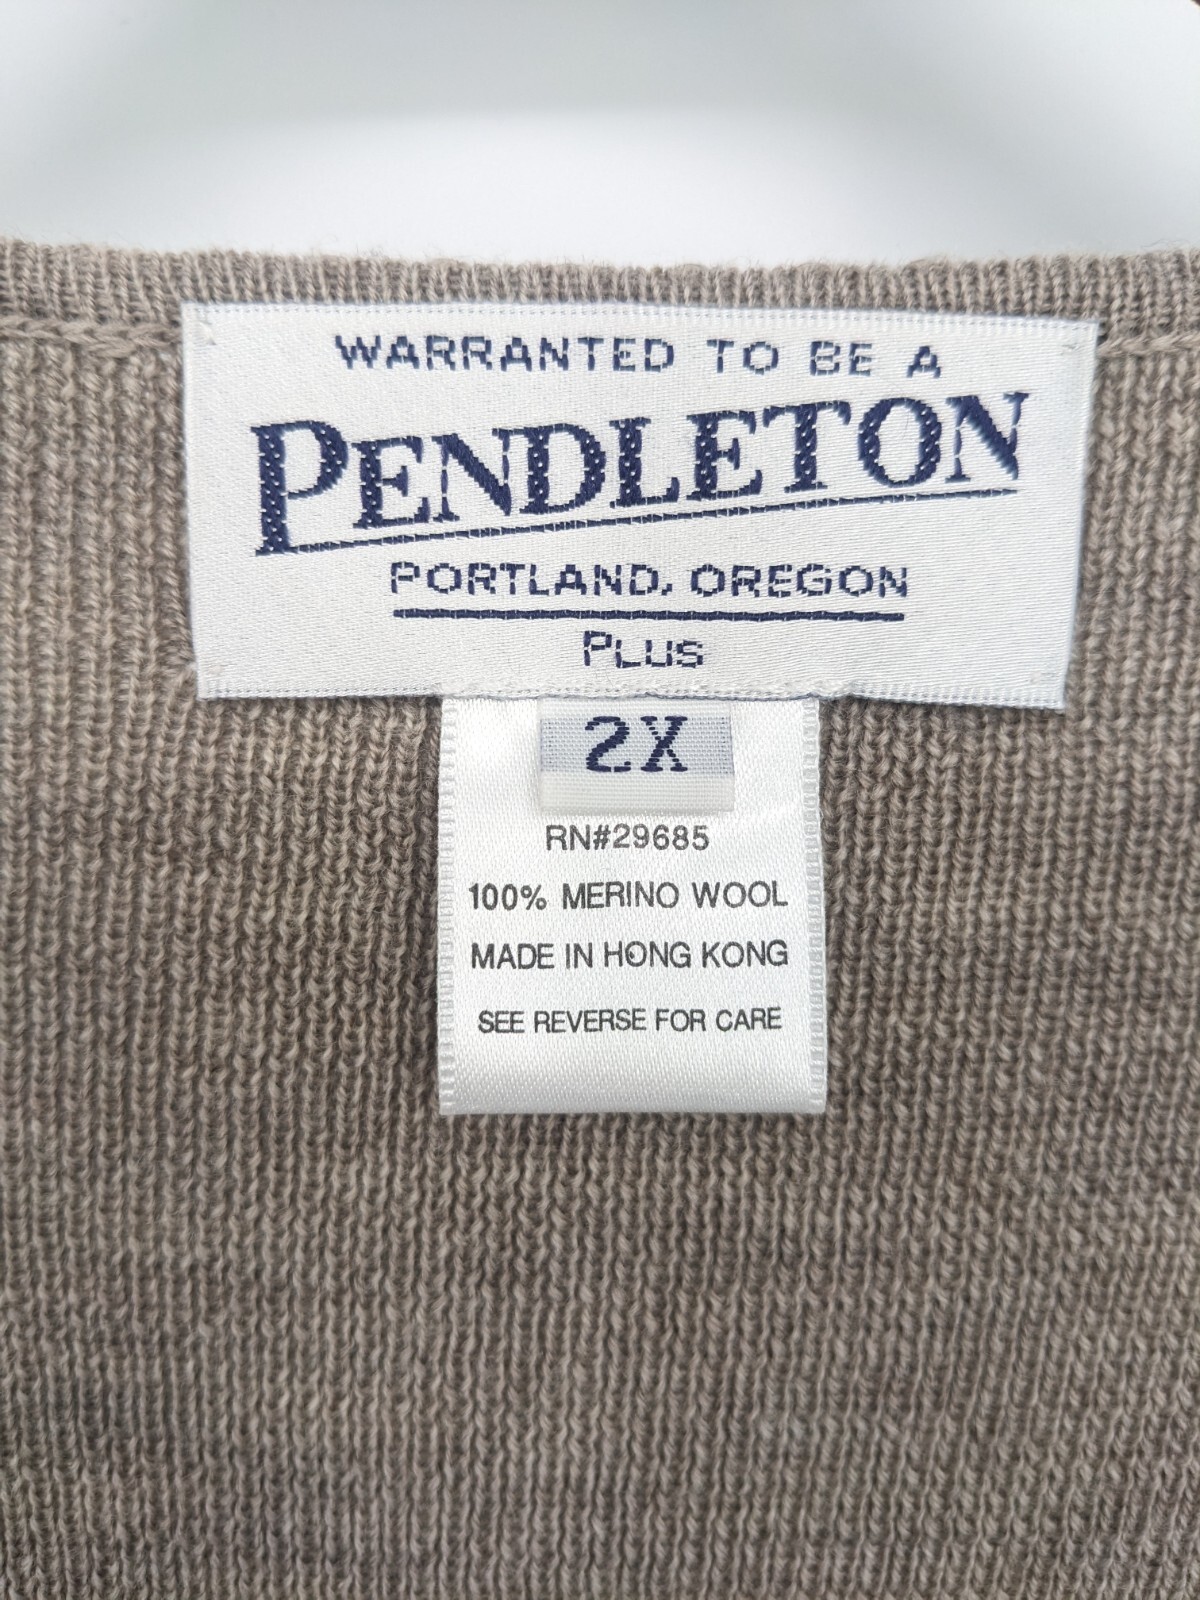 WARRANTED TO BE A
PENDLETON
PORTLAND, OREGON
PLUS
2X
RN#29685
100% MERINO WOOL
MADE IN HONG KONG
SEE REVERSE FOR CARE